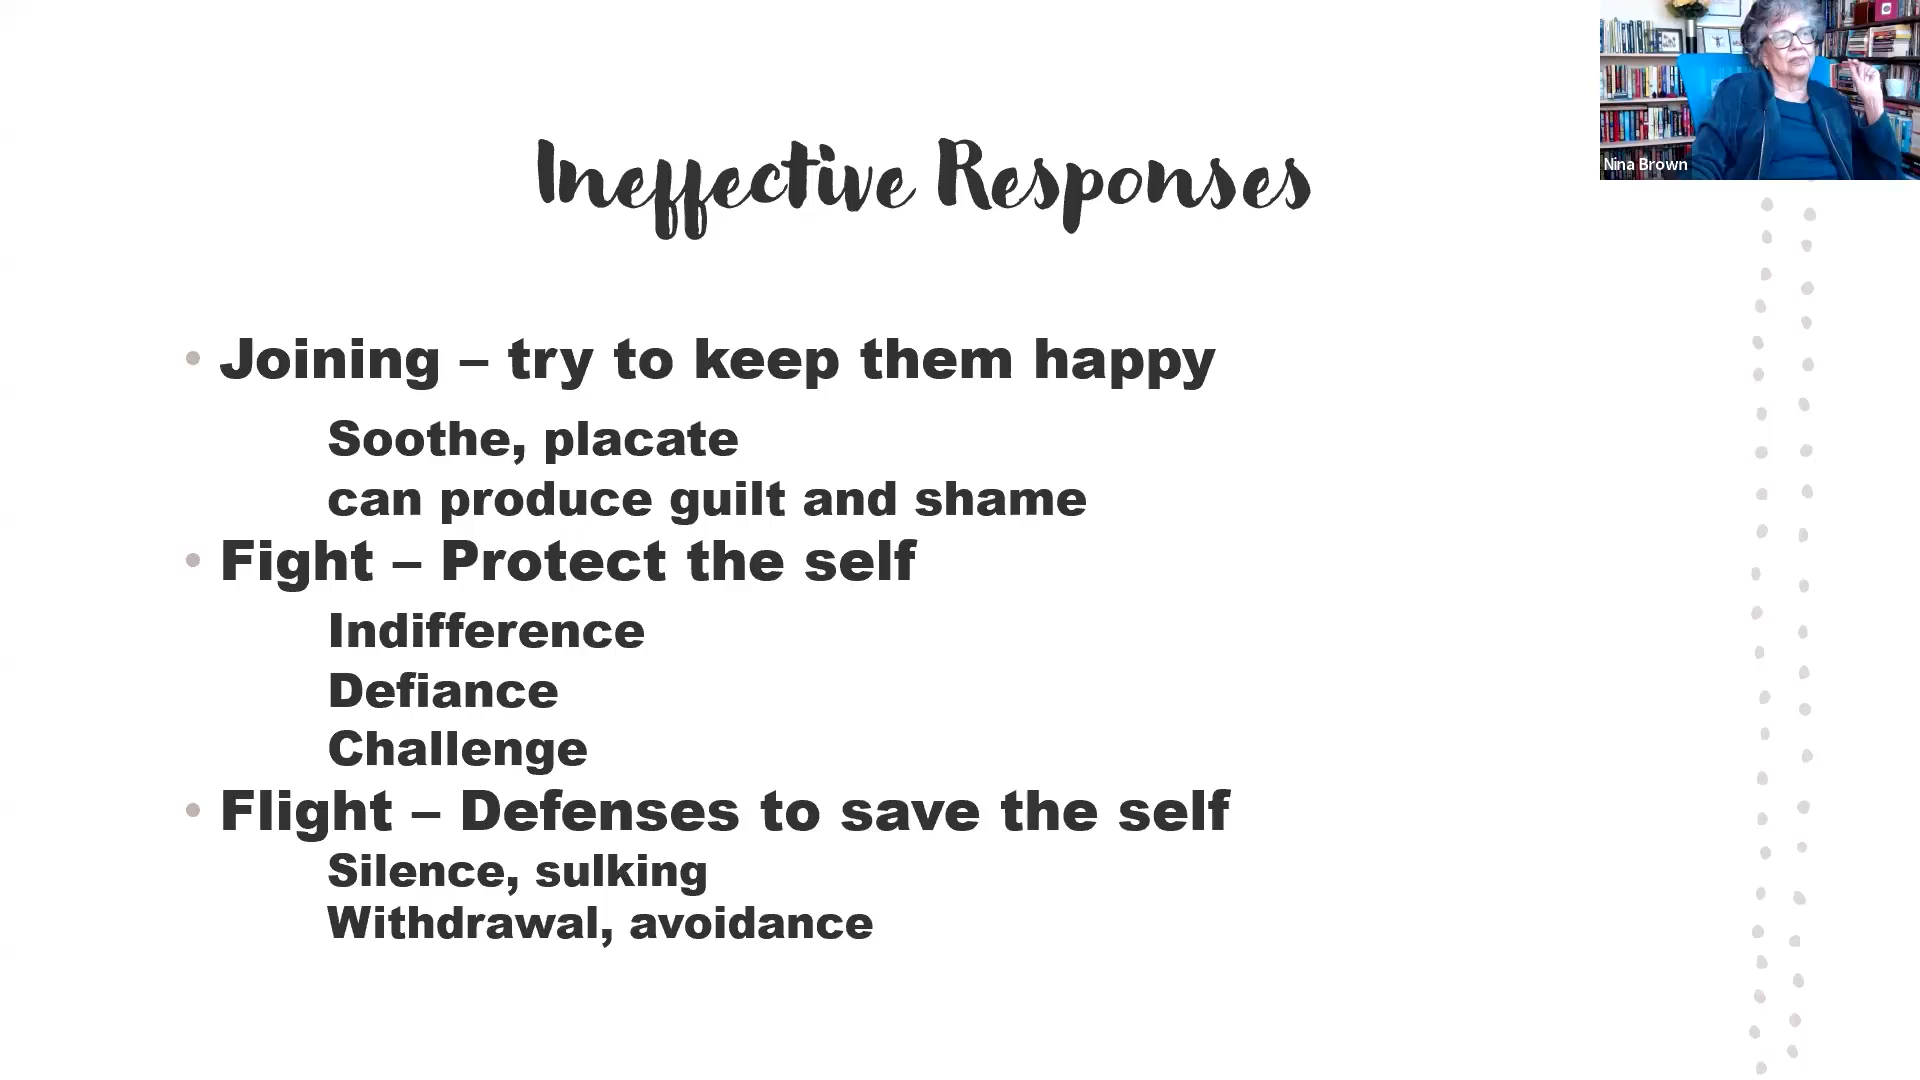 Nina Brown
Ineffective Responses
• Joining – try to keep them happy
Soothe, placate
can produce guilt and shame
• Fight – Protect the self
Indifference
Defiance
Challenge
• Flight – Defenses to save the self
Silence, sulking
Withdrawal, avoidance